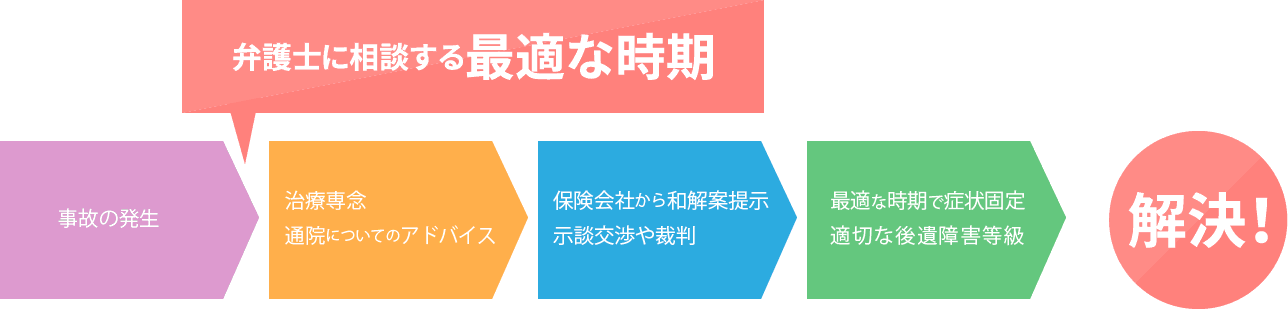 弁護士に相談する最適な時期
事故の発生
治療専念
通院についてのアドバイス
保険会社から和解案提示
示談交渉や裁判
最適な時期で症状固定
適切な後遺障害等級
解決!